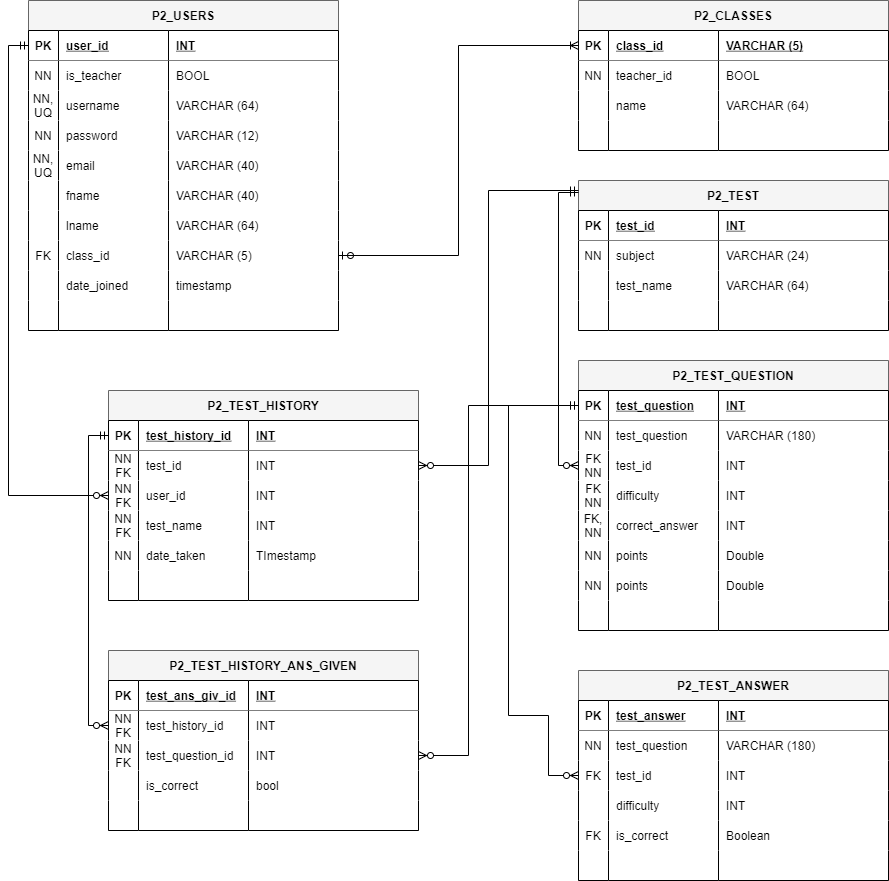 P2_USERS
PK user_id INT
NN is_teacher BOOL
NN,
UQ username VARCHAR (64)
NN password VARCHAR (12)
NN,
UQ email VARCHAR (40)
fname VARCHAR (40)
lname VARCHAR (64)
FK class_id VARCHAR (5)
date_joined timestamp
P2_CLASSES
PK class_id VARCHAR (5)
NN teacher_id BOOL
name VARCHAR (64)
P2_TEST
PK test_id INT
NN subject VARCHAR (24)
test_name VARCHAR (64)
P2_TEST_HISTORY
PK test_history_id INT
NN
FK test_id INT
NN
FK user_id INT
NN
FK test_name INT
NN date_taken TImestamp
P2_TEST_QUESTION
PK test_question INT
NN test_question VARCHAR (180)
FK
NN test_id INT
FK
NN difficulty INT
FK,
NN correct_answer INT
NN points Double
NN points Double
P2_TEST_HISTORY_ANS_GIVEN
PK test_ans_giv_id INT
NN
FK test_history_id INT
NN
FK test_question_id INT
is_correct bool
P2_TEST_ANSWER
PK test_answer INT
NN test_question VARCHAR (180)
FK test_id INT
difficulty INT
FK is_correct Boolean